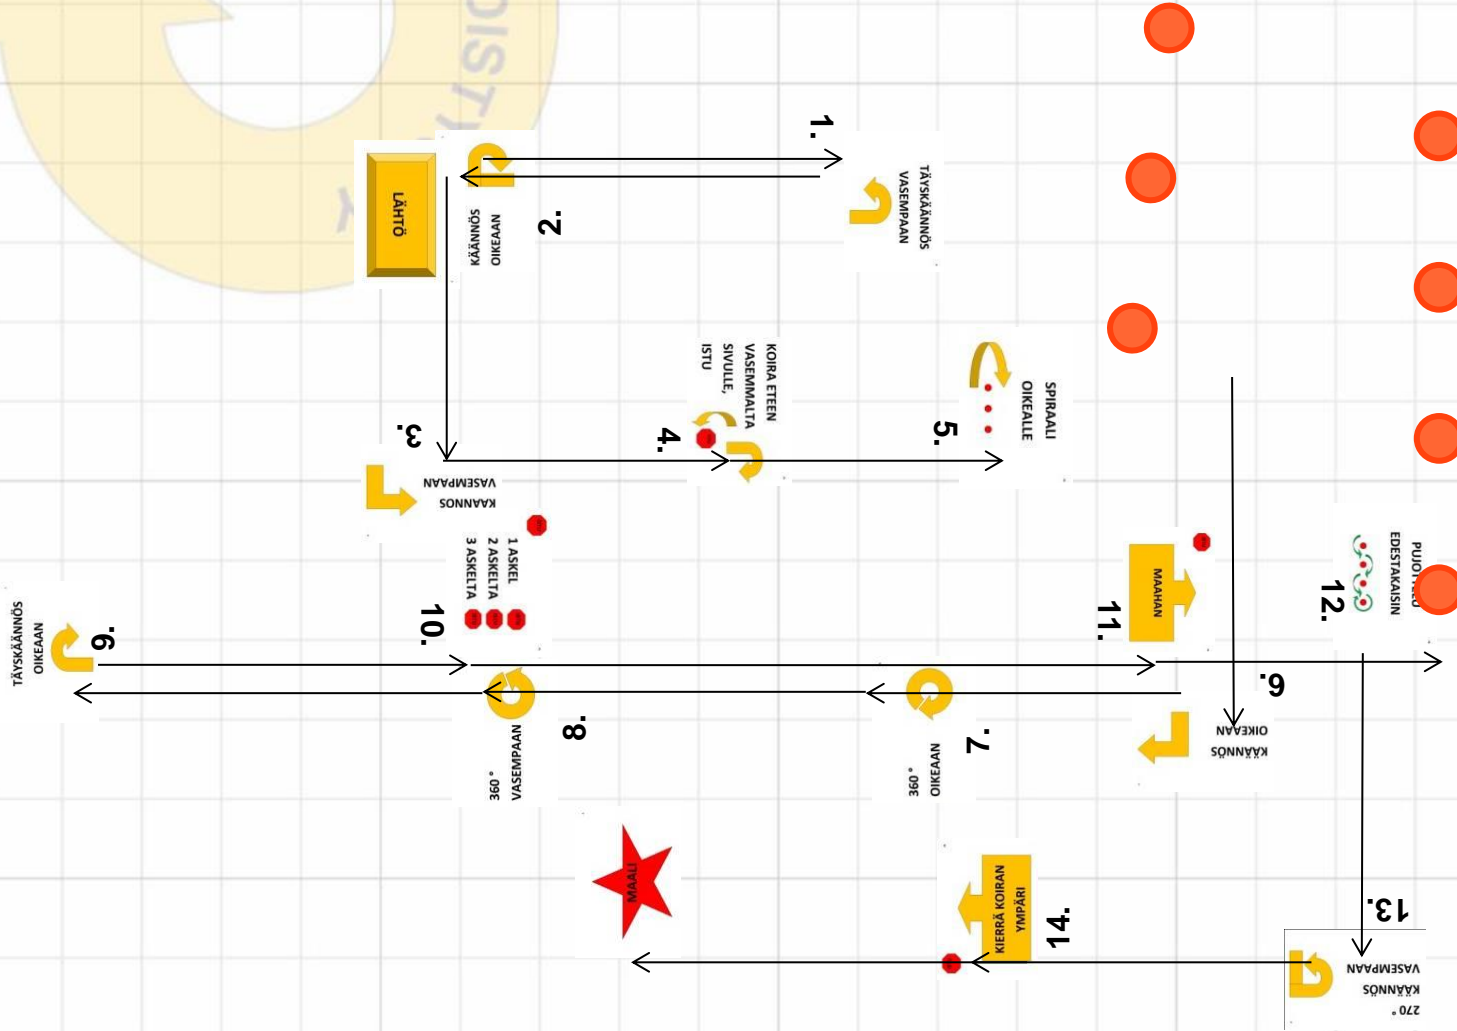 LÄHTÖ
1.
TÄYSKÄÄNNÖS
VASEMPAAN
2.
OIKEAAN
KÄÄNNÖS
3.
KÄÄNNÖS
VASEMPAAN
4.
KOIRA ETEEN
VASEMMALTA
SIVULLE,
ISTU
5.
SPIRAALI
OIKEALLE
6.
KÄÄNNÖS
OIKEAAN
7.
OIKEAAN
360°
8.
VASEMPAAN
360°
9.
TÄYSKÄÄNNÖS
OIKEAAN
10.
1 ASKEL
2 ASKELTA
3 ASKELTA
11.
MAAHAN
12.
EDESTAKAISIN
13.
270°
KÄÄNNÖS
VASEMPAAN
14.
KIERRÄ KOIRAN
YMPÄRI
MAALI